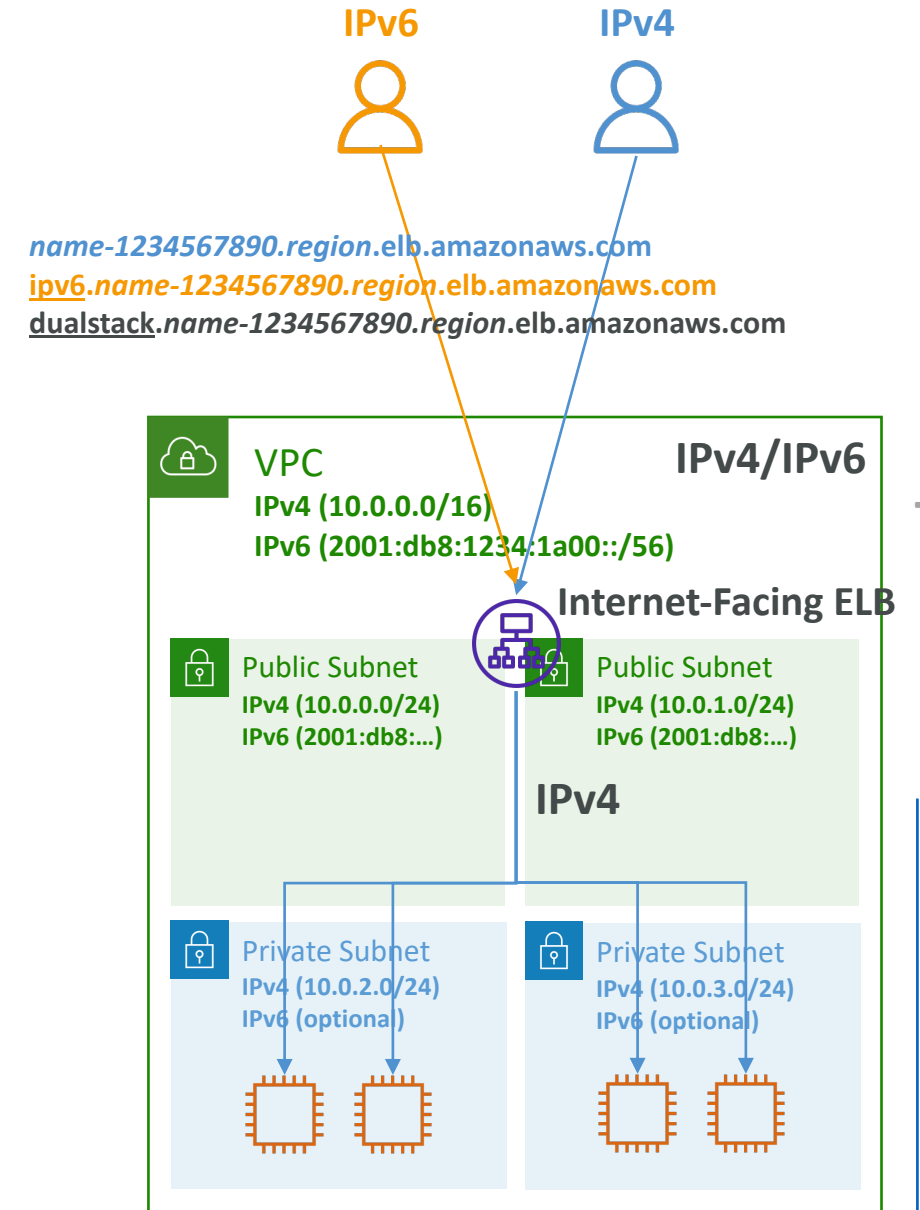 IPv6
IPv4
name-1234567890.region.elb.amazonaws.com
ipv6.name-1234567890.region.elb.amazonaws.com
dualstack.name-1234567890.region.elb.amazonaws.com
VPC
IPv4/IPv6
IPv4 (10.0.0.0/16)
IPv6 (2001:db8:1234:1a00::/56)
Internet-Facing ELB
Public Subnet
IPv4 (10.0.0.0/24)
IPv6 (2001:db8:...)
Public Subnet
IPv4 (10.0.1.0/24)
IPv6 (2001:db8:...)
IPv4
Private Subnet
IPv4 (10.0.2.0/24)
IPv6 (optional)
Private Subnet
IPv4 (10.0.3.0/24)
IPv6 (optional)